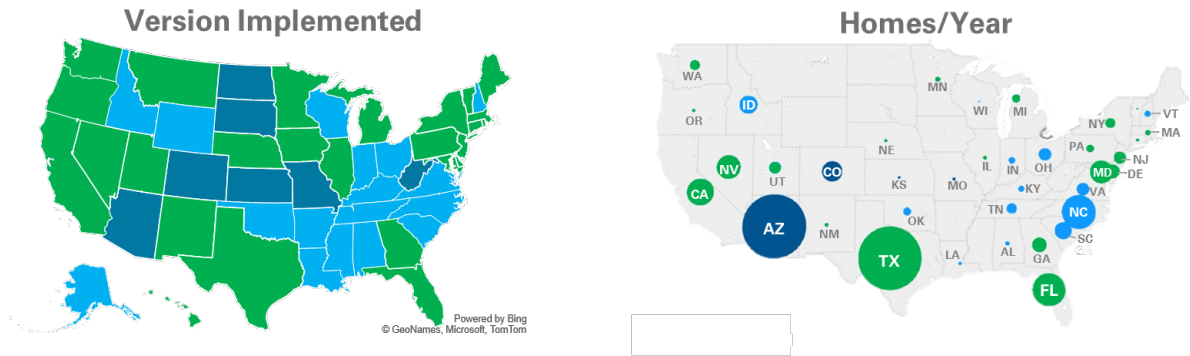 Version Implemented
Homes/Year
WA
MN
OR
ID
WI
MI
NY
VT
MA
NE
PA
NJ
NV
UT
CO
IL
IN
OH
MD
DE
CA
KS
MO
KY
VA
AZ
NM
OK
TN
NC
SC
TX
LA
AL
GA
FL
Powered by Bing
© GeoNames, Microsoft, TomTom